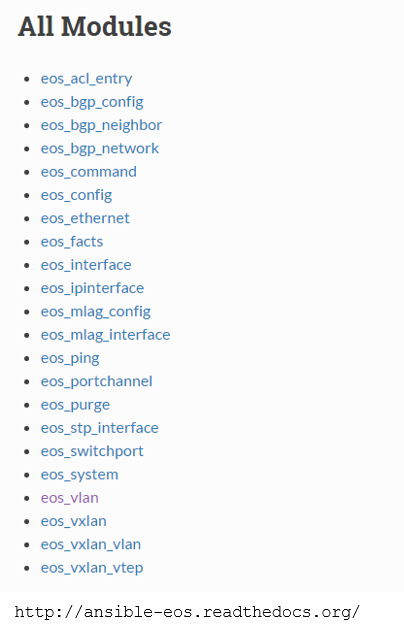 All Modules
eos_acl_entry
eos_bgp_config
eos_bgp_neighbor
eos_bgp_network
eos_command
eos_config
eos_ethernet
eos_facts
eos_interface
eos_ipinterface
eos_mlag_config
eos_mlag_interface
eos_ping
eos_portchannel
eos_purge
eos_stp_interface
eos_switchport
eos_system
eos_vlan
eos_vxlan
eos_vxlan_vlan
eos_vxlan_vtep
http://ansible-eos.readthedocs.org/